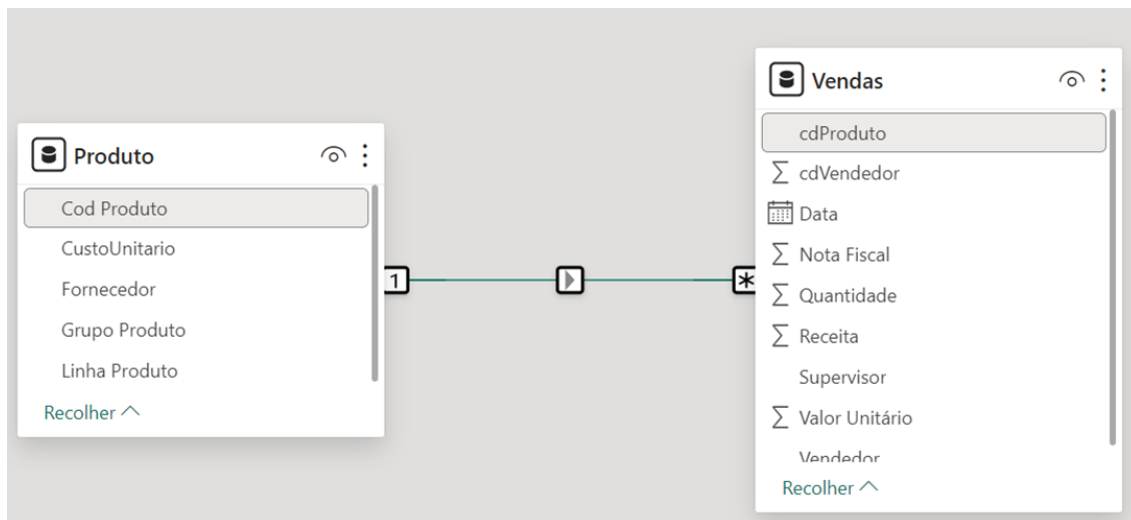 Produto
Cod Produto
CustoUnitario
Fornecedor
Grupo Produto
Linha Produto
Recolher
1
*
Vendas
cdProduto
cdVendedor
Data
Nota Fiscal
Quantidade
Receita
Supervisor
Valor Unitário
Vendedor
Recolher